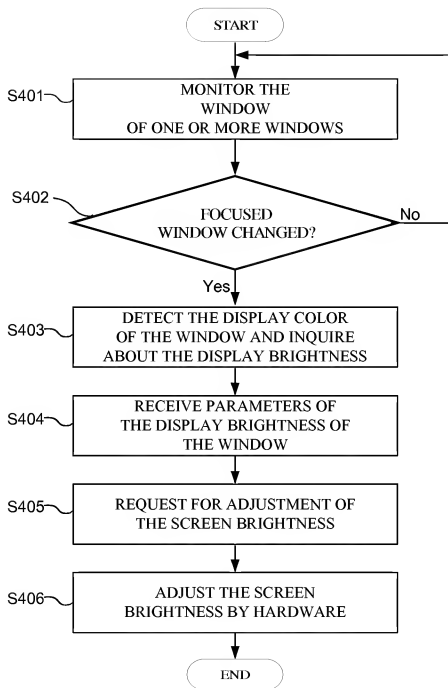 START
S401
MONITOR THE
WINDOW
OF ONE OR MORE WINDOWS
S402
FOCUSED
WINDOW CHANGED?
No
Yes
S403
DETECT THE DISPLAY COLOR
OF THE WINDOW AND INQUIRE
ABOUT THE DISPLAY BRIGHTNESS
S404
RECEIVE PARAMETERS OF
THE DISPLAY BRIGHTNESS OF
THE WINDOW
S405
REQUEST FOR ADJUSTMENT OF
THE SCREEN BRIGHTNESS
S406
ADJUST THE SCREEN
BRIGHTNESS BY HARDWARE
END